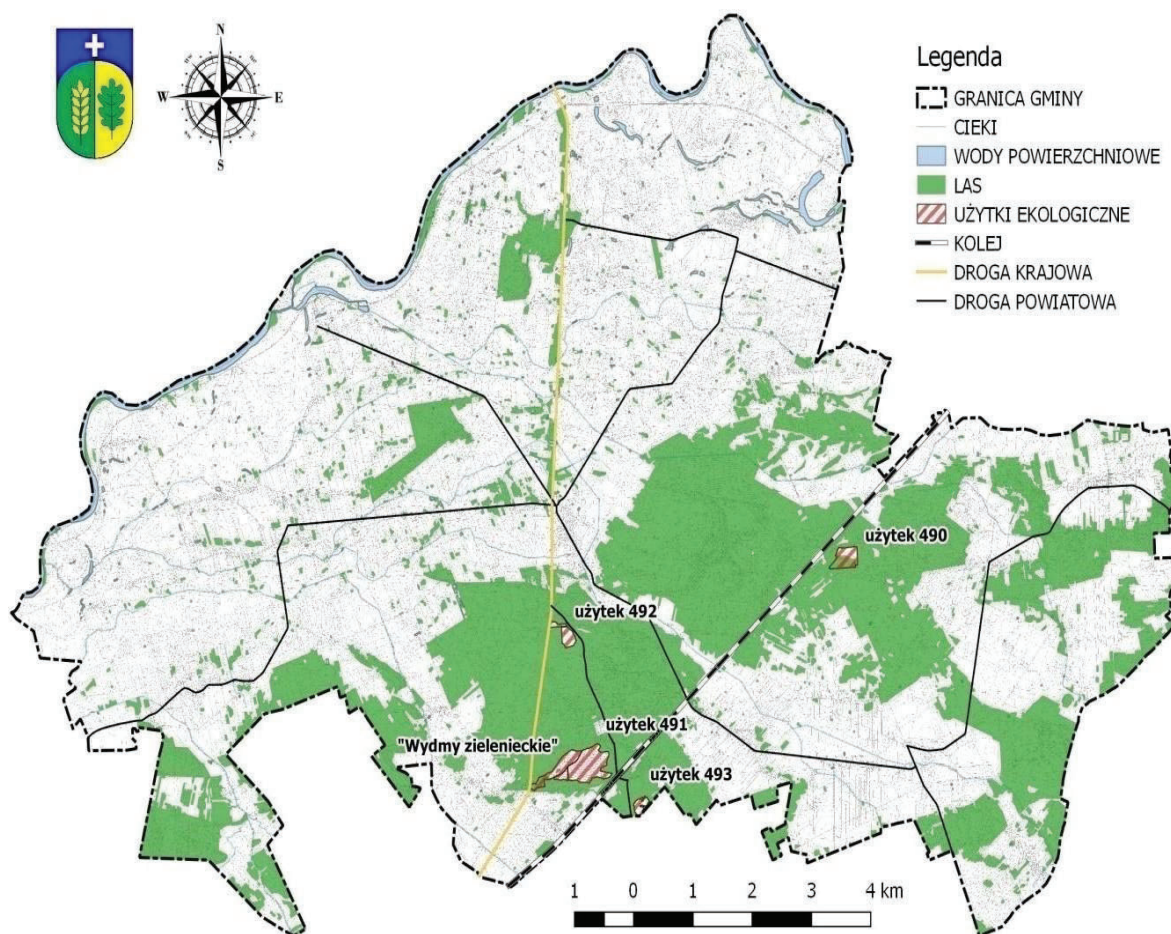 N
W
E
S
Legenda
GRANICA GMINY
CIEKI
WODY POWIERZCHNIOWE
LAS
UŻYTKI EKOLOGICZNE
KOLEJ
DROGA KRAJOWA
DROGA POWIATOWA
użytek 490
użytek 492
użytek 491
"Wydmy zielenieckie"
użytek 493
1 0 1 2 3 4 km